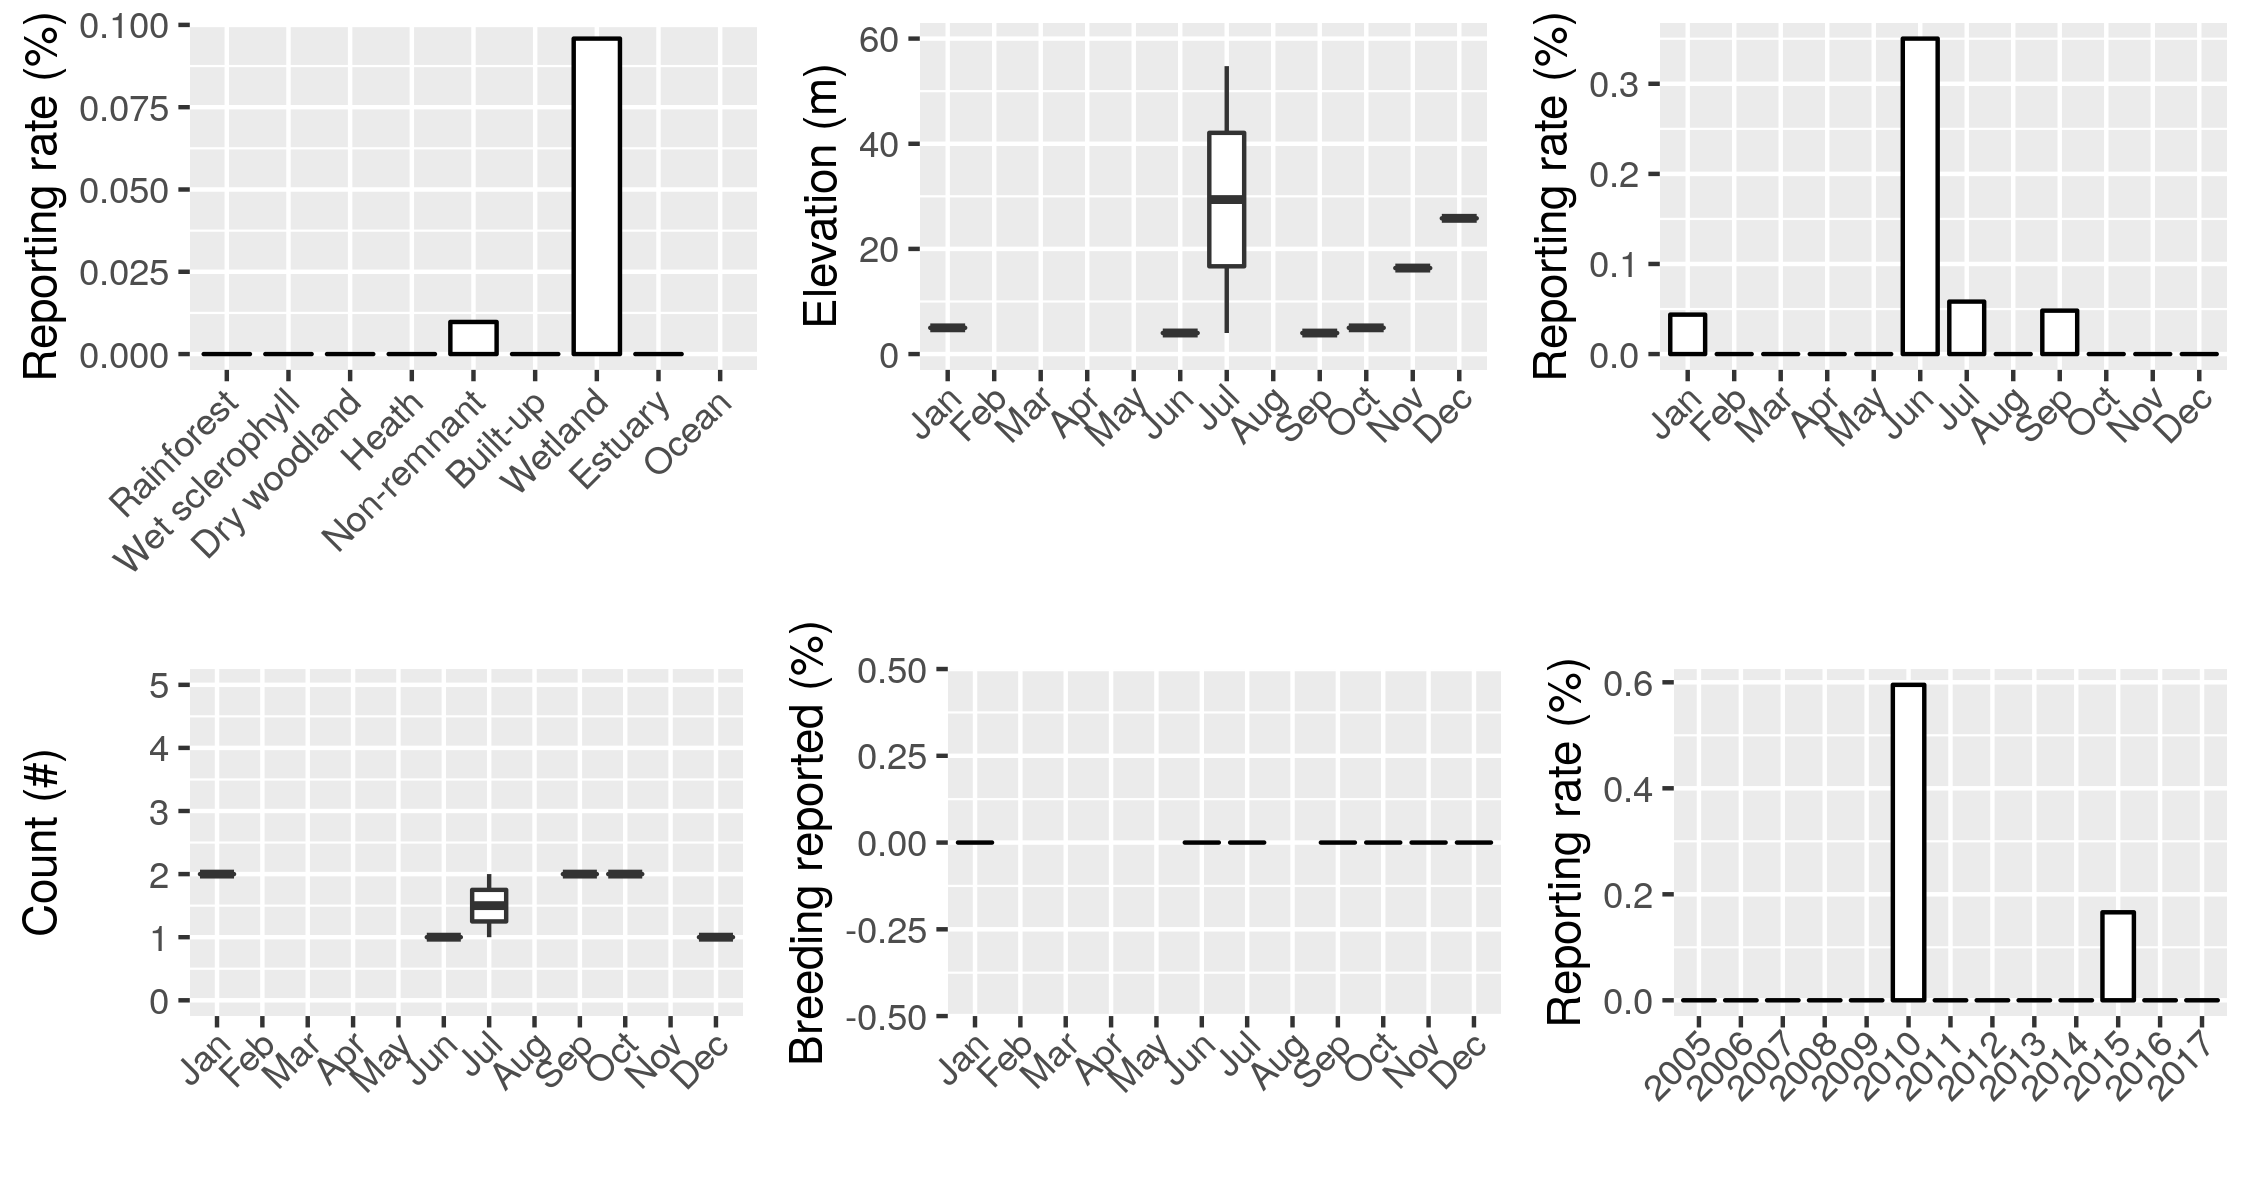 Reporting rate (%)
0.100
0.075
0.050
0.025
0.000
Rainforest
Wet sclerophyll
Dry woodland
Heath
Non-remnant
Built-up
Wetland
Estuary
Ocean
Elevation (m)
60
40
20
0
Jan
Feb
Mar
Apr
May
Jun
Jul
Aug
Sep
Oct
Nov
Dec
Reporting rate (%)
0.3
0.2
0.1
0.0
Jan
Feb
Mar
Apr
May
Jun
Jul
Aug
Sep
Oct
Nov
Dec
Count (#)
5
4
3
2
1
0
Jan
Feb
Mar
Apr
May
Jun
Jul
Aug
Sep
Oct
Nov
Dec
Breeding reported (%)
0.50
0.25
0.00
-0.25
-0.50
Jan
Feb
Mar
Apr
May
Jun
Jul
Aug
Sep
Oct
Nov
Dec
Reporting rate (%)
0.6
0.4
0.2
0.0
2005
2006
2007
2008
2009
2010
2011
2012
2013
2014
2015
2016
2017